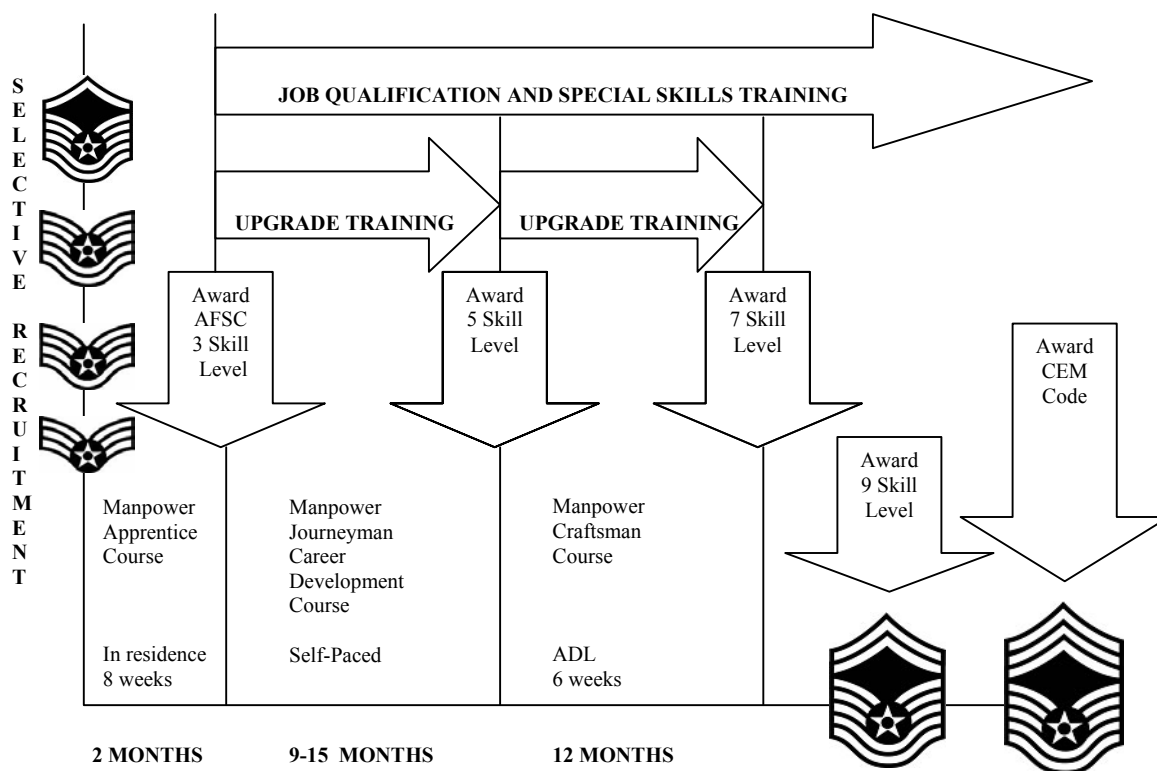 SELECTIVE RECRUITMENT
JOB QUALIFICATION AND SPECIAL SKILLS TRAINING
UPGRADE TRAINING
UPGRADE TRAINING
Award
AFSC
3 Skill
Level
Award
5 Skill
Level
Award
7 Skill
Level
Award
CEM
Code
Award
9 Skill
Level
Manpower
Apprentice
Course
In residence
8 weeks
Manpower
Journeyman
Career
Development
Course
Self-Paced
Manpower
Craftsman
Course
ADL
6 weeks
2 MONTHS
9-15 MONTHS
12 MONTHS